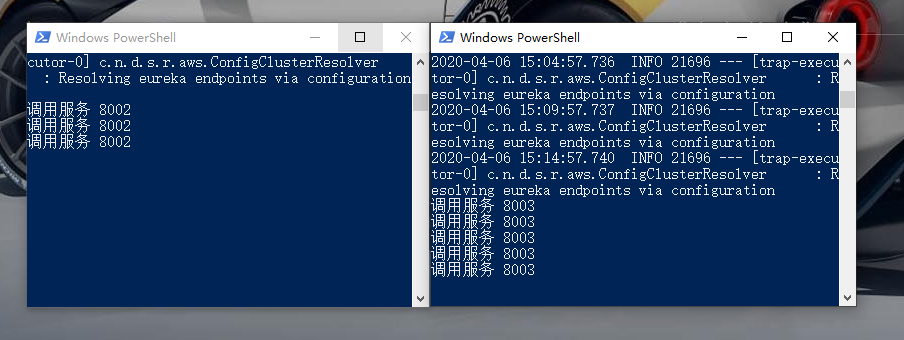 Windows PowerShell
cutor-0] c.n.d.s.r.aws.ConfigClusterResolver
: Resolving eureka endpoints via configuration
调用服务 8002
调用服务 8002
调用服务 8002
Windows PowerShell
2020-04-06 15:04:57.736  INFO 21696 --- [trap-execu
tor-0] c.n.d.s.r.aws.ConfigClusterResolver      : R
esolving eureka endpoints via configuration
2020-04-06 15:09:57.737  INFO 21696 --- [trap-execu
tor-0] c.n.d.s.r.aws.ConfigClusterResolver      : R
esolving eureka endpoints via configuration
2020-04-06 15:14:57.740  INFO 21696 --- [trap-execu
tor-0] c.n.d.s.r.aws.ConfigClusterResolver      : R
esolving eureka endpoints via configuration
调用服务 8003
调用服务 8003
调用服务 8003
调用服务 8003
调用服务 8003